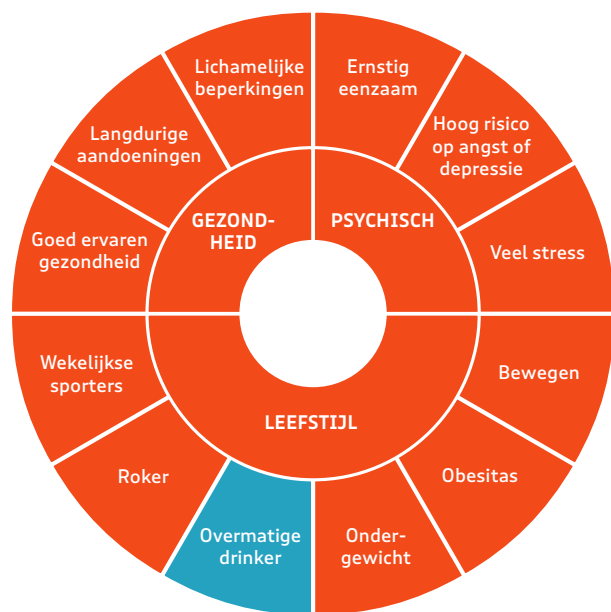 Lichamelijke
beperkingen
Ernstig
eenzaam
Langdurige
aandoeningen
Hoog risico
op angst of
depressie
GEZOND-
HEID
PSYCHISCH
Goed ervaren
gezondheid
Veel stress
Wekelijkse
sporters
Bewegen
LEEFSTIJL
Roker
Obesitas
Overmatige
drinker
Onder-
gewicht